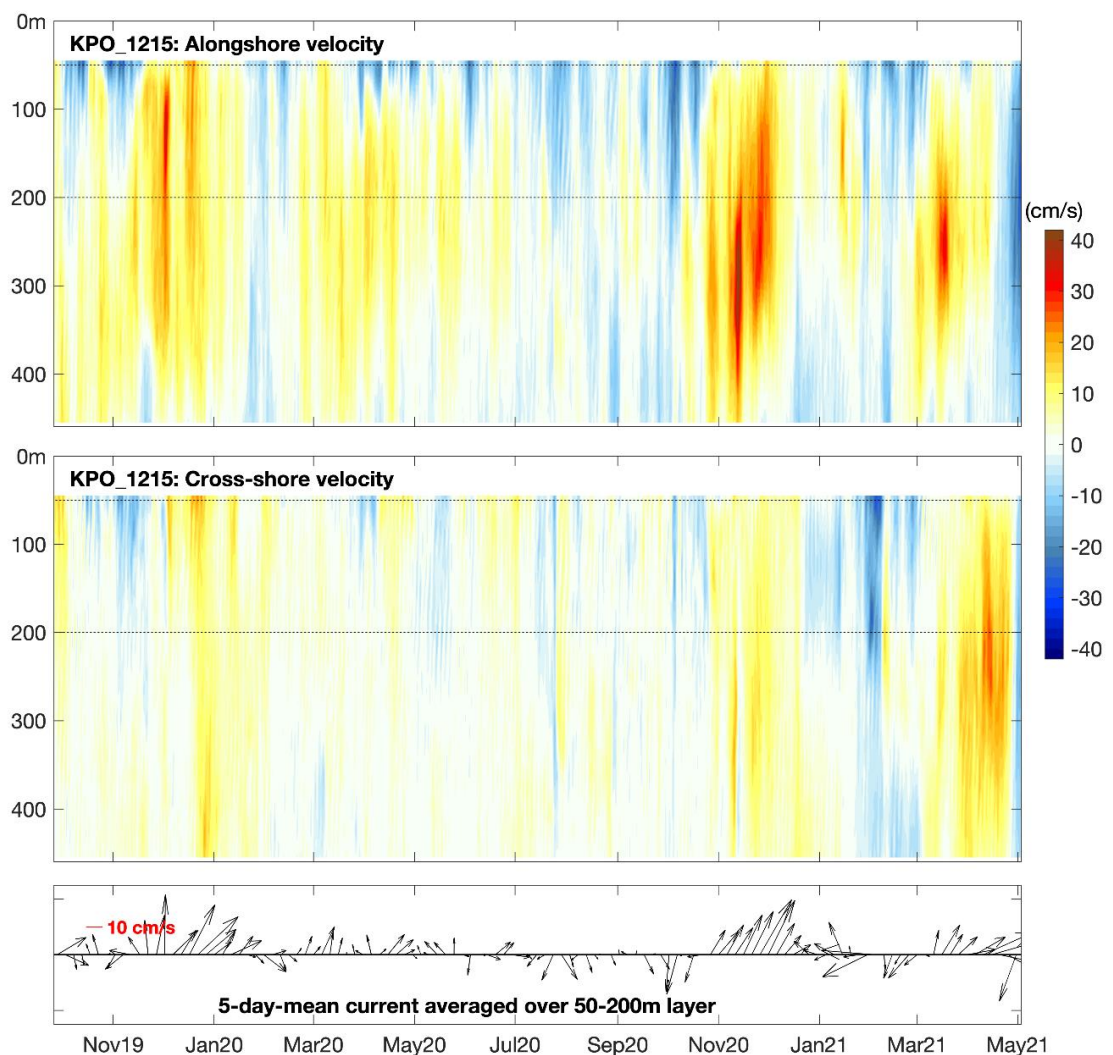 0m
KPO_1215: Alongshore velocity
100
200
300
400
(cm/s)
40
30
20
10
0
-10
-20
-30
-40
0m
KPO_1215: Cross-shore velocity
100
200
300
400
10 cm/s
5-day-mean current averaged over 50-200m layer
Nov19 Jan20 Mar20 May20 Jul20 Sep20 Nov20 Jan21 Mar21 May21